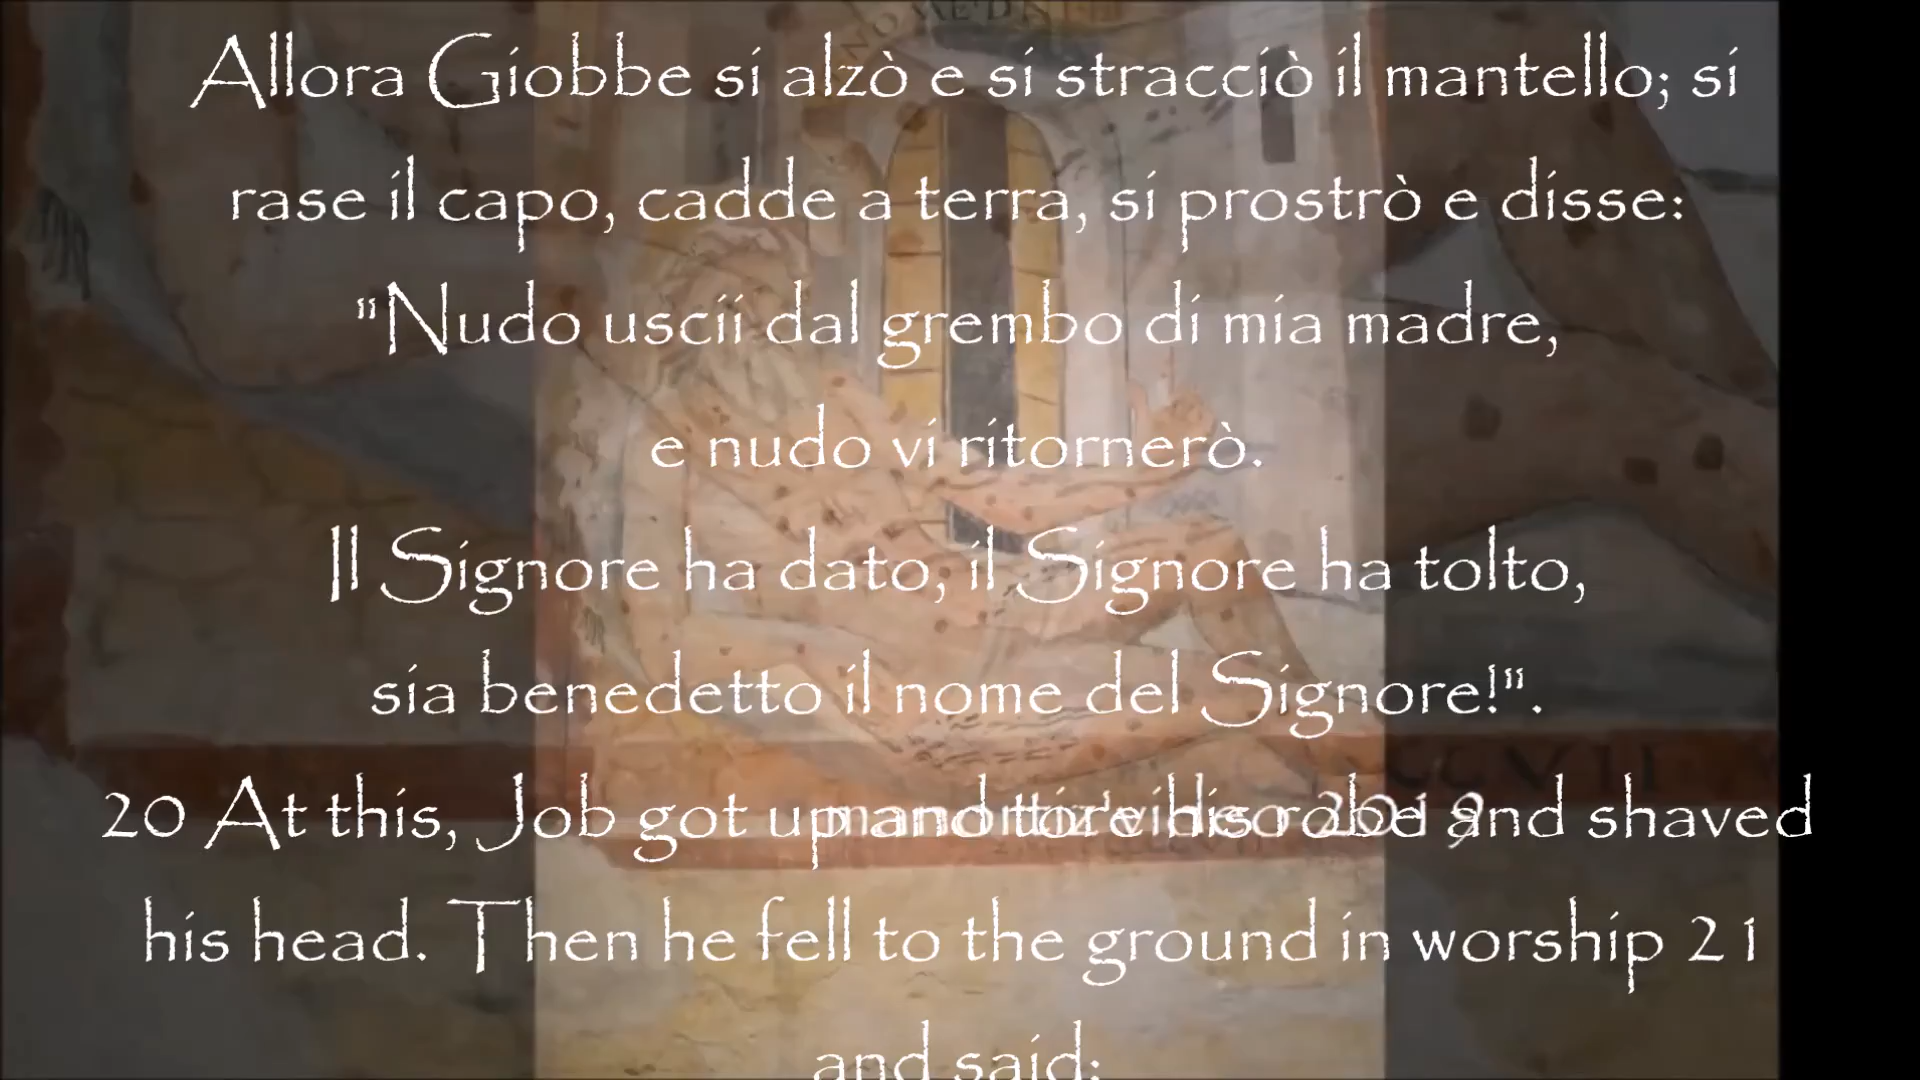 Allora Giobbe si alzò e si stracciò il mantello; si
rase il capo, cadde a terra, si prostrò e disse:
"Nudo uscii dal grembo di mia madre,
e nudo vi ritornerò.
Il Signore ha dato, il Signore ha tolto,
sia benedetto il nome del Signore!".
20 At this, Job got up and tore his robe and shaved
his head. Then he fell to the ground in worship 21
and said:
video 2019